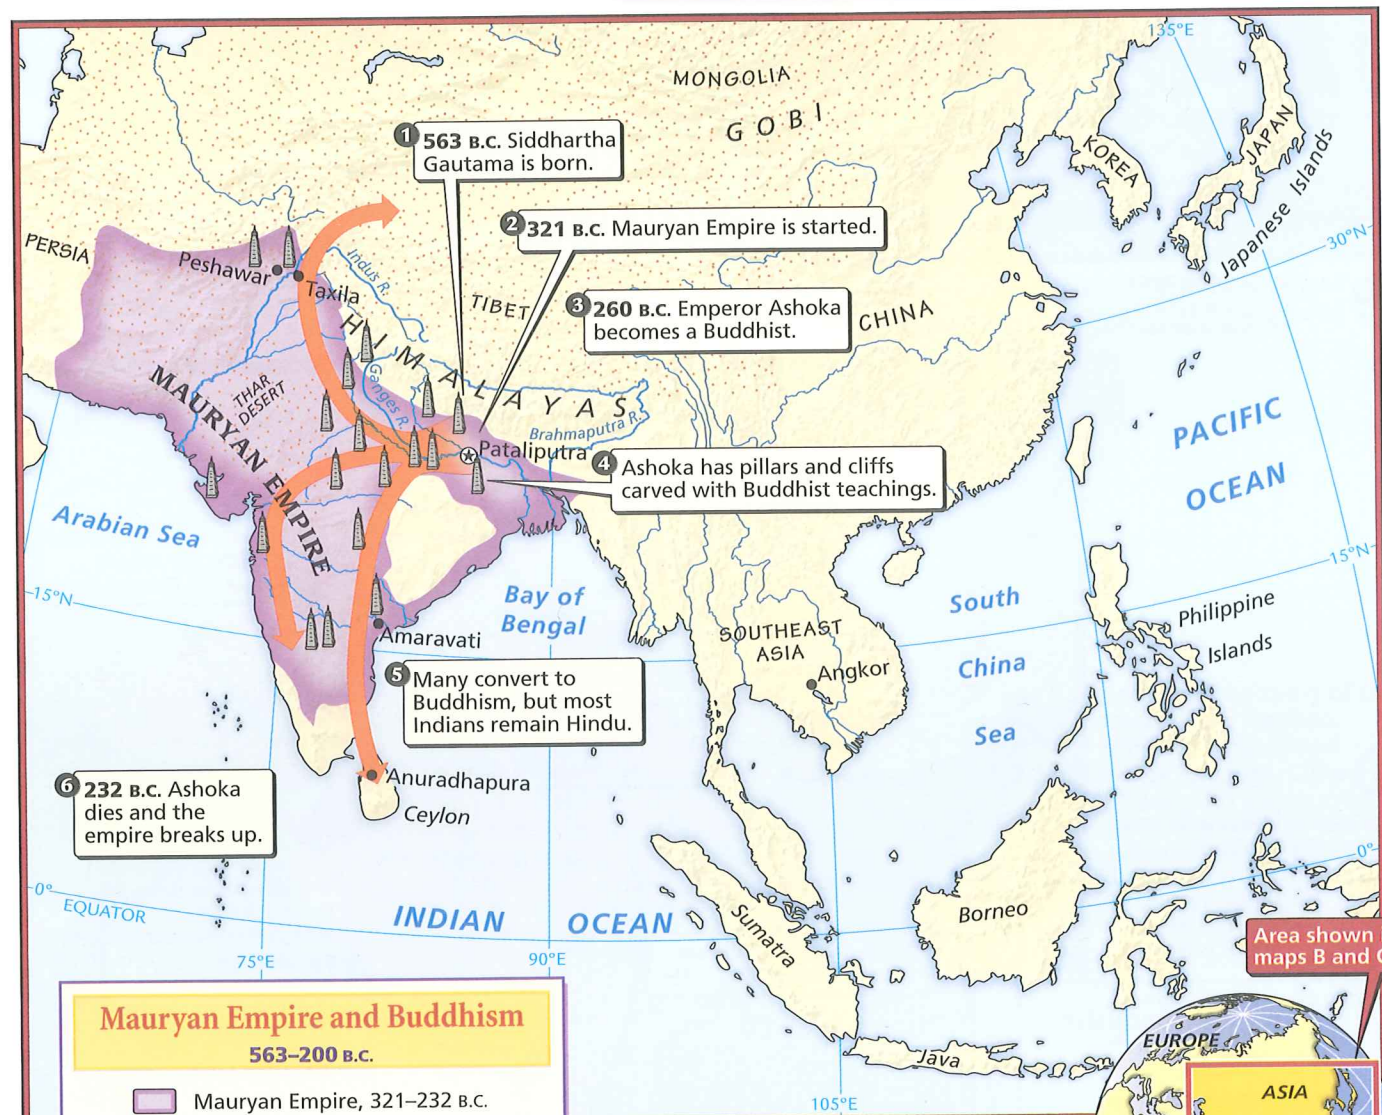 135°E
MONGOLIA
GOBI
KOREA
JAPAN
Japanese Islands
30°N
1 563 B.C. Siddhartha
Gautama is born.
2 321 B.C. Mauryan Empire is started.
3 260 B.C. Emperor Ashoka
becomes a Buddhist.
PERSIA
Peshawar
Taxila
Indus R.
TIBET
CHINA
HIMALAYAS
THAR
DESERT
MAURYAN EMPIRE
Ganges R.
Brahmaputra R.
Pataliputra
4 Ashoka has pillars and cliffs
carved with Buddhist teachings.
PACIFIC
OCEAN
Arabian Sea
15°N
15°N
Bay of
Bengal
South
China
Sea
Philippine
Islands
SOUTHEAST
ASIA
Angkor
Amaravati
5 Many convert to
Buddhism, but most
Indians remain Hindu.
6 232 B.C. Ashoka
dies and the
empire breaks up.
Anuradhapura
Ceylon
0°
EQUATOR
0°
INDIAN OCEAN
Sumatra
Borneo
Java
75°E
90°E
105°E
Area shown
maps B and
EUROPE
ASIA
Mauryan Empire and Buddhism
563–200 B.C.
Mauryan Empire, 321–232 B.C.